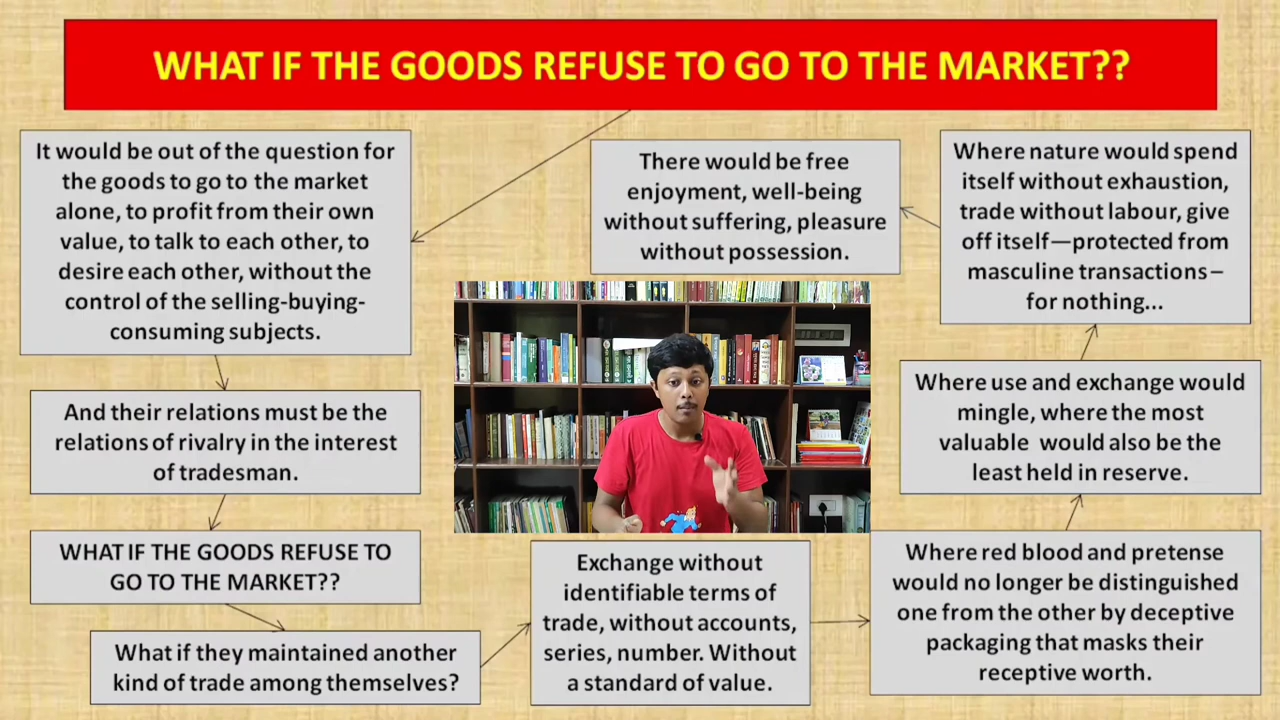 WHAT IF THE GOODS REFUSE TO GO TO THE MARKET??
It would be out of the question for
the goods to go to the market
alone, to profit from their own
value, to talk to each other, to
desire each other, without the
control of the selling-buying-
consuming subjects.
And their relations must be the
relations of rivalry in the interest
of tradesman.
WHAT IF THE GOODS REFUSE TO
GO TO THE MARKET??
What if they maintained another
kind of trade among themselves?
Exchange without
identifiable terms of
trade, without accounts,
series, number. Without
a standard of value.
Where red blood and pretense
would no longer be distinguished
one from the other by deceptive
packaging that masks their
receptive worth.
Where use and exchange would
mingle, where the most
valuable  would also be the
least held in reserve.
Where nature would spend
itself without exhaustion,
trade without labour, give
off itself—protected from
masculine transactions –
for nothing...
There would be free
enjoyment, well-being
without suffering, pleasure
without possession.